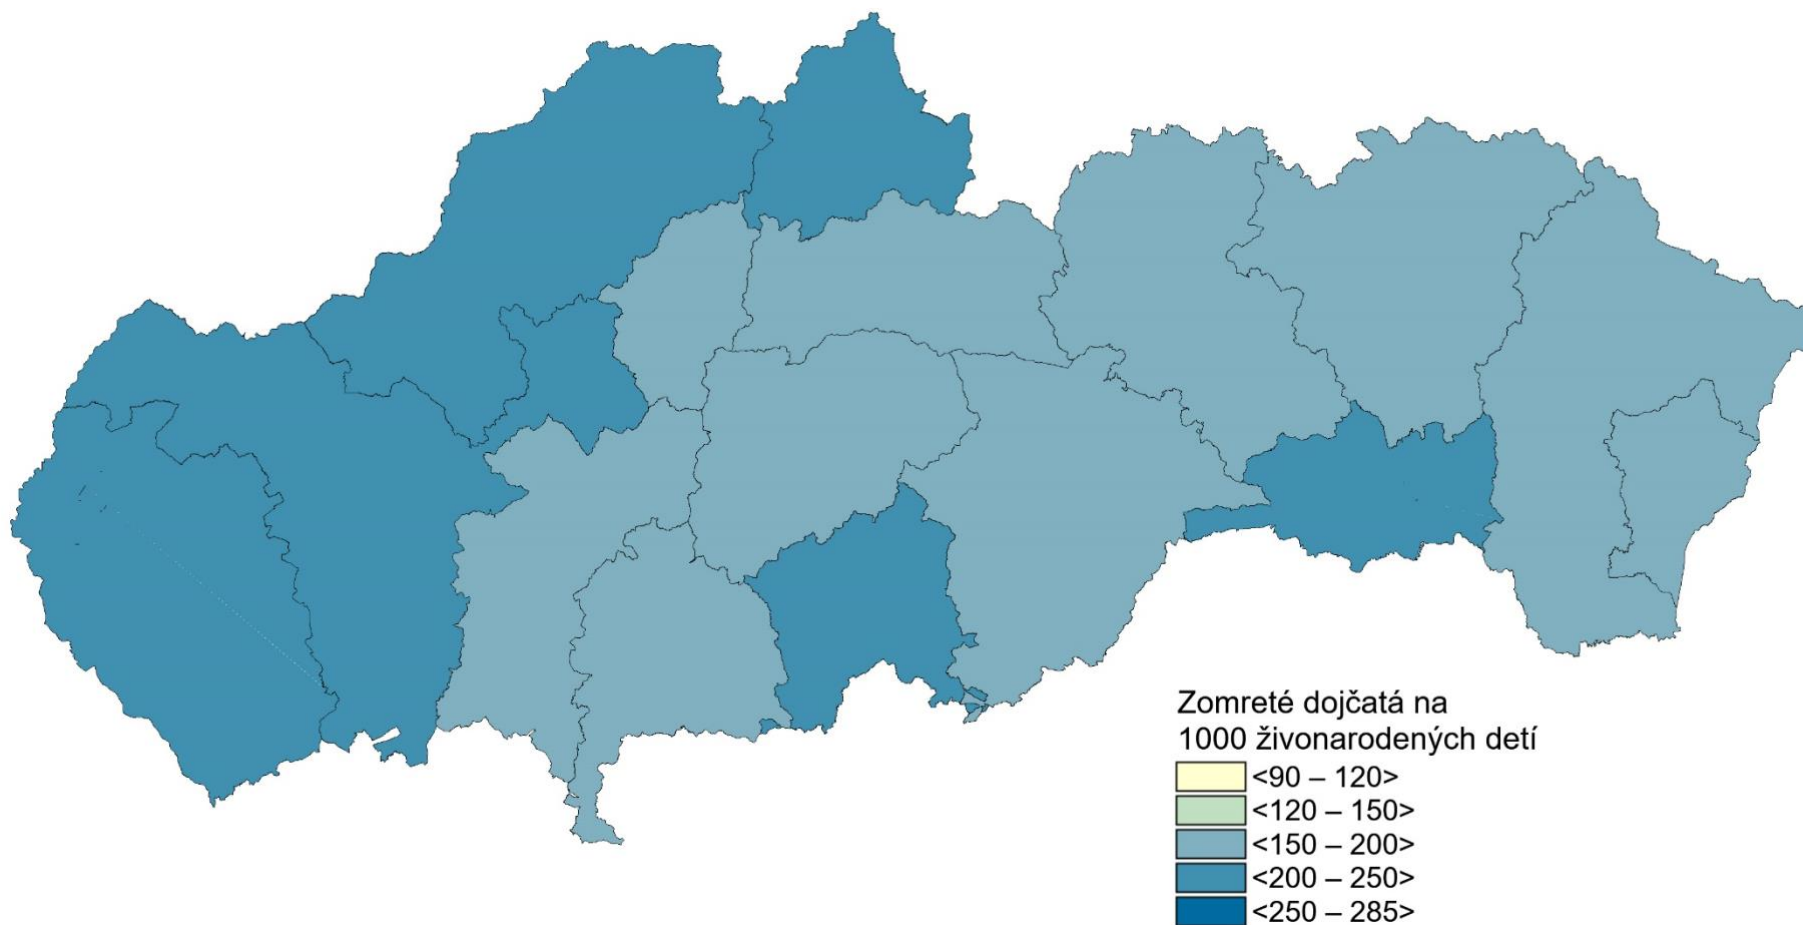 Zomreté dojčatá na
1000 živonarodených detí
<90 – 120>
<120 – 150>
<150 – 200>
<200 – 250>
<250 – 285>